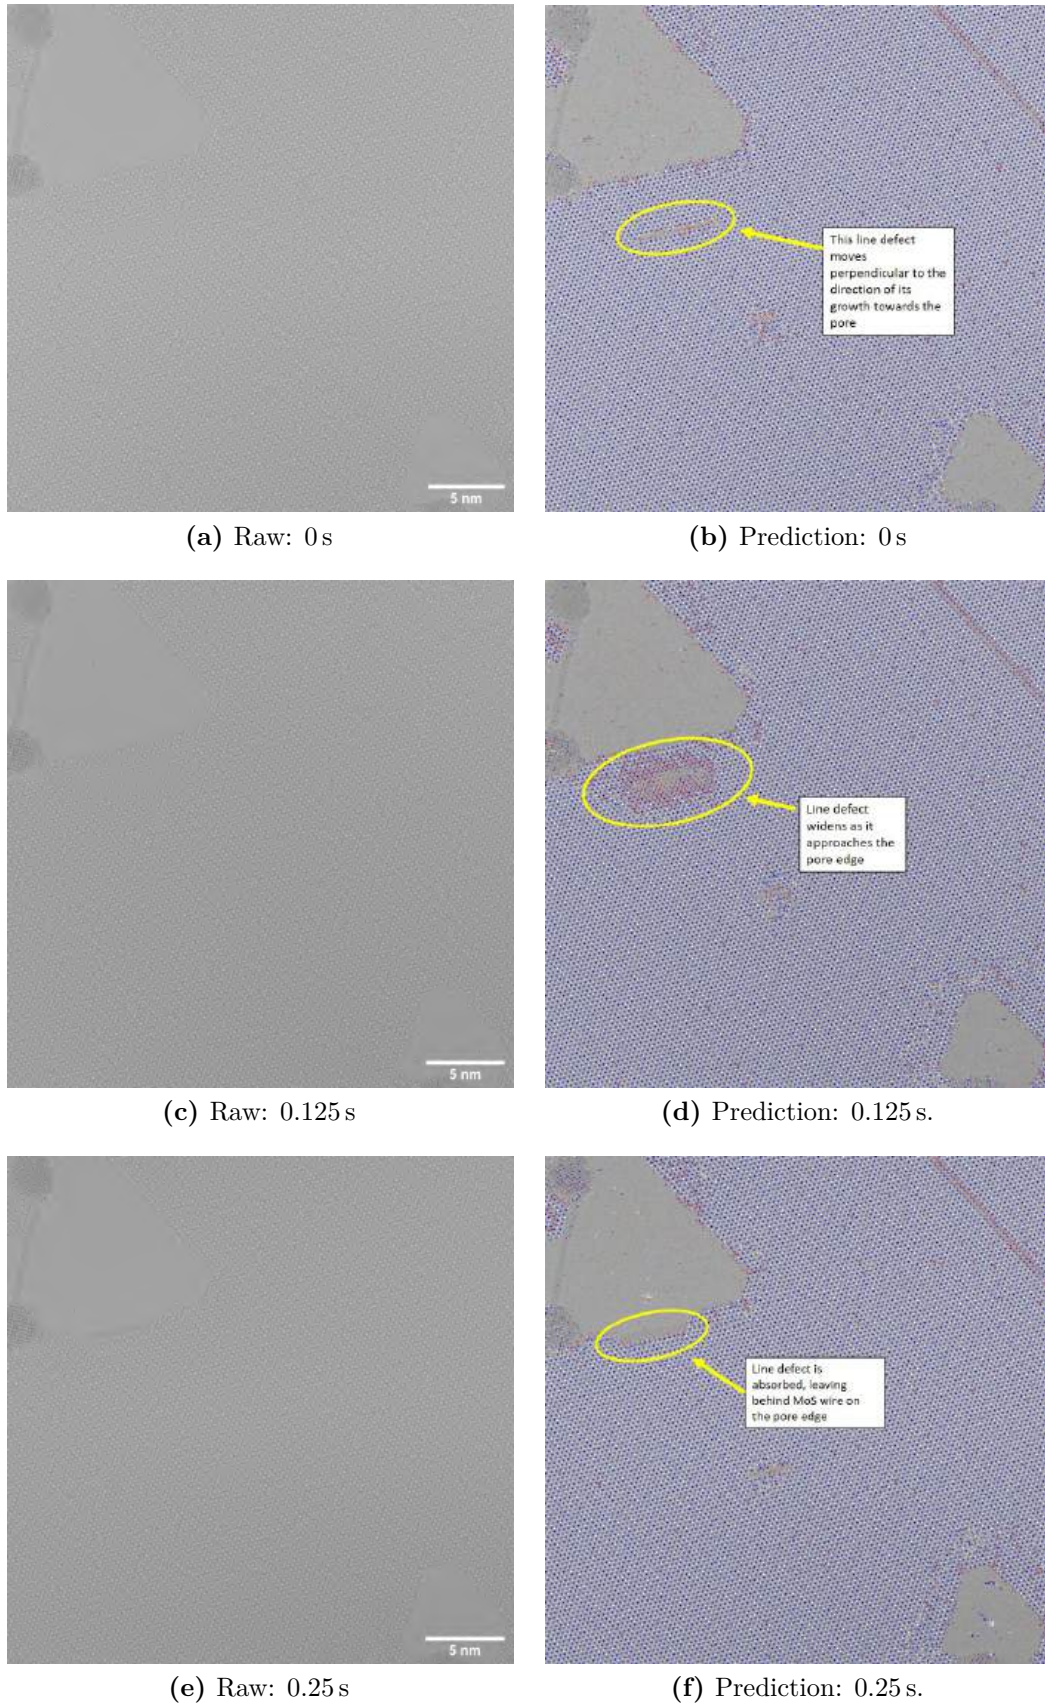 This line defect
moves
perpendicular to the
direction of its
growth towards the
pore
5 nm
(a) Raw: 0 s
(b) Prediction: 0 s
Line defect
widens as it
approaches the
pore edge
5 nm
(c) Raw: 0.125 s
(d) Prediction: 0.125 s.
Line defect is
absorbed, leaving
behind MoS wire on
the pore edge
5 nm
(e) Raw: 0.25 s
(f) Prediction: 0.25 s.